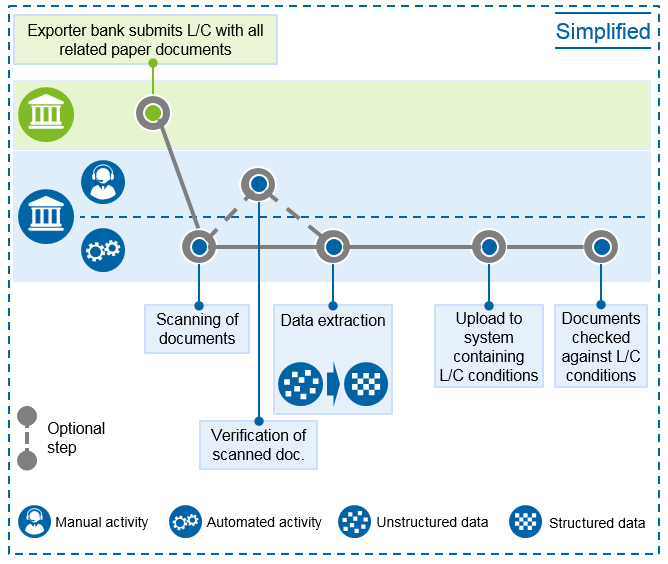 Exporter bank submits L/C with all
related paper documents
Simplified
Scanning of
documents
Data extraction
Upload to
system
containing
L/C conditions
Documents
checked
against L/C
conditions
Verification of
scanned doc.
Optional
step
Manual activity
Automated activity
Unstructured data
Structured data